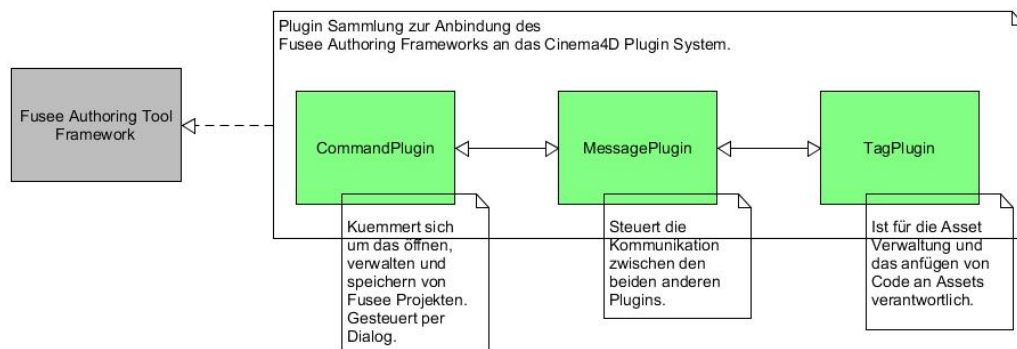 Plugin Sammlung zur Anbindung des
Fusee Authoring Frameworks an das Cinema4D Plugin System.
Fusee Authoring Tool
Framework
CommandPlugin
MessagePlugin
TagPlugin
Kuemmert sich
um das öffnen,
verwalten und
speichern von
Fusee Projekten.
Gesteuert per
Dialog.
Steuert die
Kommunikation
zwischen den
beiden anderen
Plugins.
Ist für die Asset
Verwaltung und
das anfügen von
Code an Assets
verantwortlich.